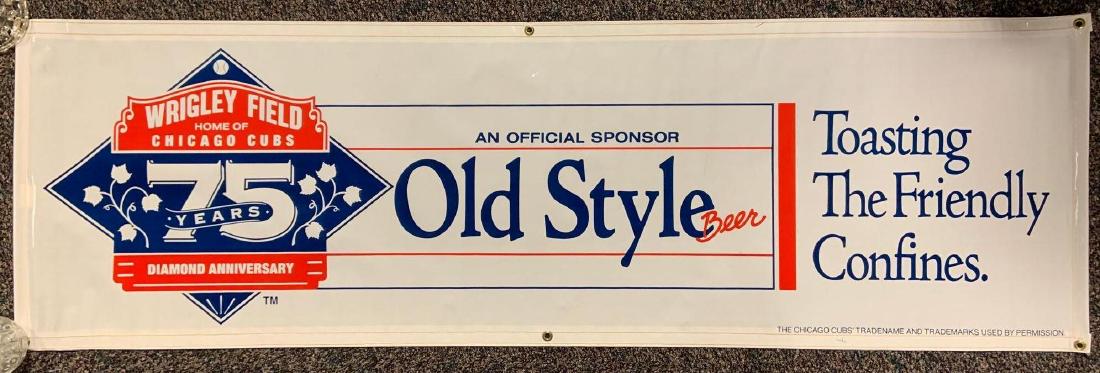 WRIGLEY FIELD
HOME OF
CHICAGO CUBS
75
YEARS
DIAMOND ANNIVERSARY
TM
AN OFFICIAL SPONSOR
Old Style
Beer
Toasting
The Friendly
Confines.
THE CHICAGO CUBS' TRADENAME AND TRADEMARKS USED BY PERMISSION.